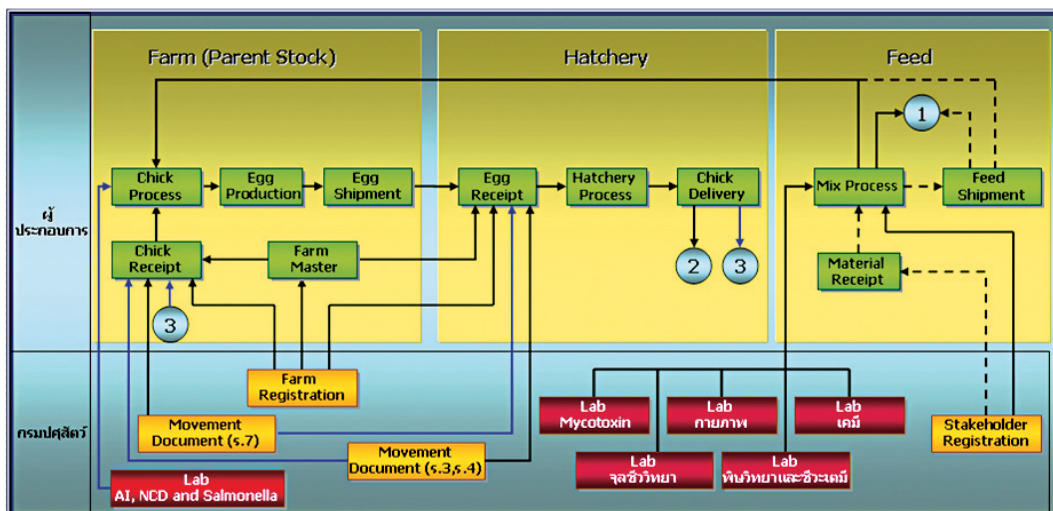 Farm (Parent Stock)
Hatchery
Feed
1
Chick
Process
Egg
Production
Egg
Shipment
Egg
Receipt
Hatchery
Process
Chick
Delivery
Mix Process
Feed
Shipment
ผู้
ประกอบการ
Chick
Receipt
Farm
Master
2
3
Material
Receipt
3
Farm
Registration
กรมปศุสัตว์
Movement
Document (s.7)
Movement
Document (s.3,s.4)
Lab
Mycotoxin
Lab
กายภาพ
Lab
เคมี
Stakeholder
Registration
Lab
จุลชีววิทยา
Lab
พิษวิทยาและชีวะเคมี
Lab
AI, NCD and Salmonella